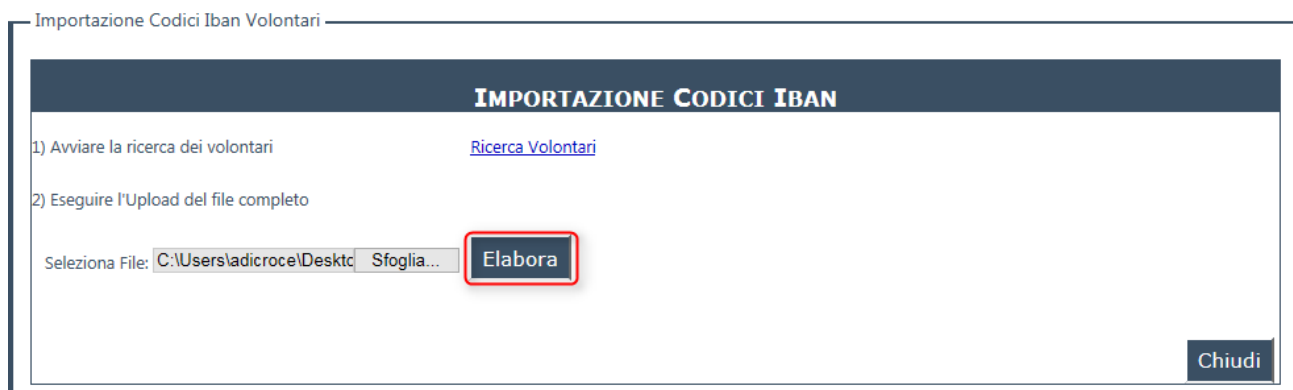 Importazione Codici Iban Volontari
IMPORTAZIONE CODICI IBAN
1) Avviare la ricerca dei volontari Ricerca Volontari
2) Eseguire l'Upload del file completo
Seleziona File: C:\Users\adicroce\Deskto Sfoglia... Elabora
Chiudi